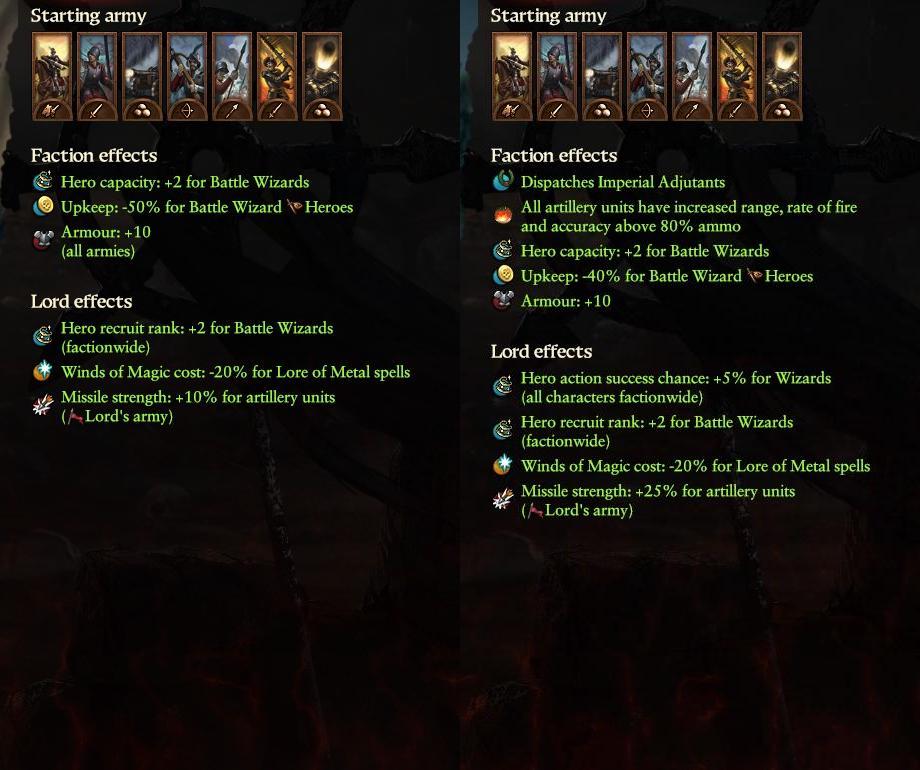 Starting army
Faction effects
Hero capacity: +2 for Battle Wizards
Upkeep: -50% for Battle Wizard Heroes
Armour: +10
(all armies)
Lord effects
Hero recruit rank: +2 for Battle Wizards
(factionwide)
Winds of Magic cost: -20% for Lore of Metal spells
Missile strength: +10% for artillery units
(Lord's army)
Starting army
Faction effects
Dispatches Imperial Adjutants
All artillery units have increased range, rate of fire
and accuracy above 80% ammo
Hero capacity: +2 for Battle Wizards
Upkeep: -40% for Battle Wizard Heroes
Armour: +10
Lord effects
Hero action success chance: +5% for Wizards
(all characters factionwide)
Hero recruit rank: +2 for Battle Wizards
(factionwide)
Winds of Magic cost: -20% for Lore of Metal spells
Missile strength: +25% for artillery units
(Lord's army)